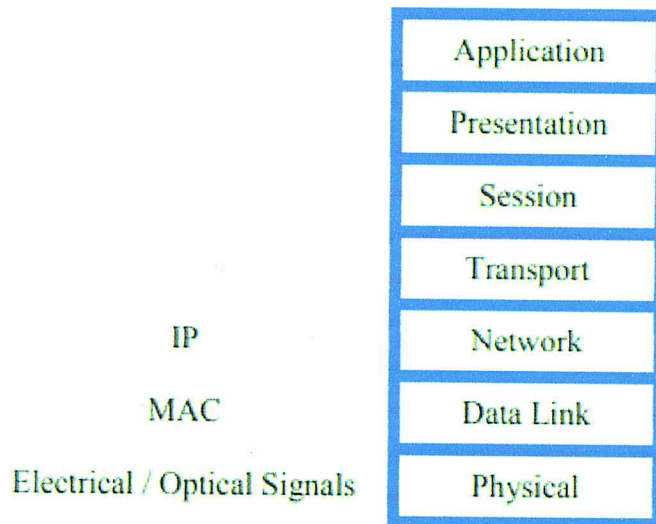 Application
Presentation
Session
Transport
IP Network
MAC Data Link
Electrical / Optical Signals Physical